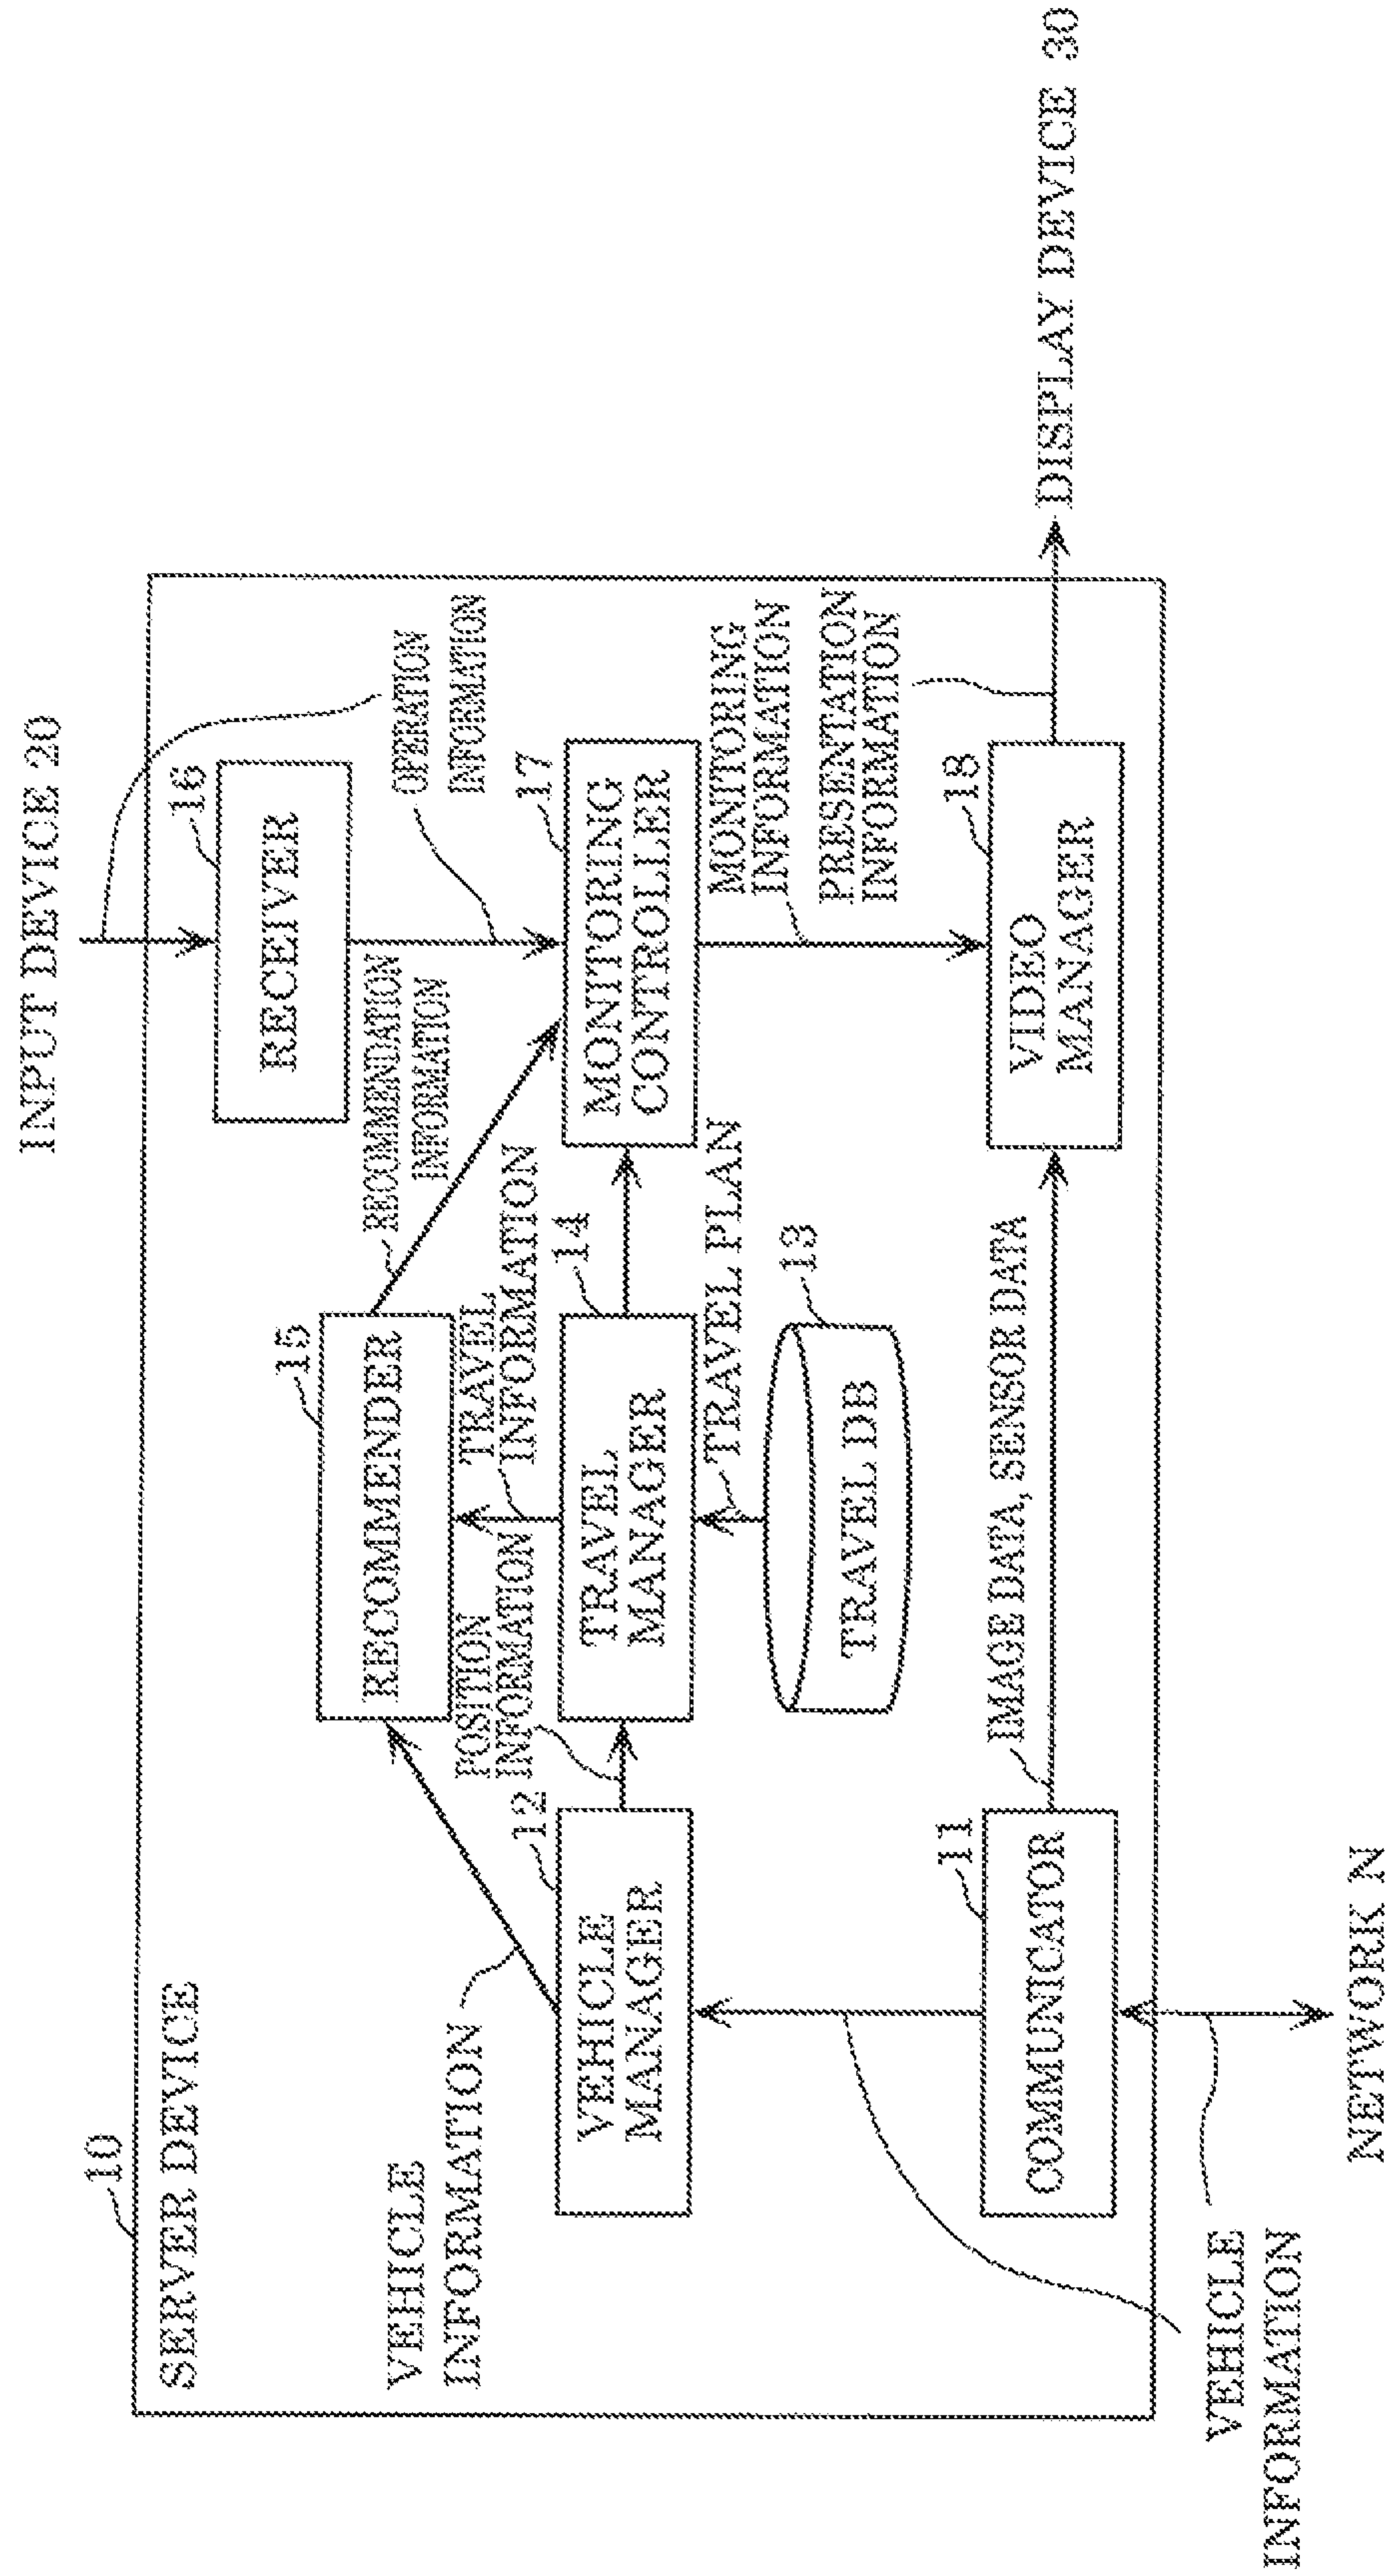 INPUT DEVICE 20
10
SERVER DEVICE
16
RECEIVER
OPERATION
INFORMATION
15
RECOMMENDER
RECOMMENDATION
INFORMATION
VEHICLE
INFORMATION
POSITION
INFORMATION
TRAVEL
INFORMATION
12
VEHICLE
MANAGER
14
TRAVEL
MANAGER
17
MONITORING
CONTROLLER
TRAVEL PLAN
13
TRAVEL DB
MONITORING
INFORMATION
PRESENTATION
INFORMATION
11
COMMUNICATOR
IMAGE DATA, SENSOR DATA
18
VIDEO
MANAGER
DISPLAY DEVICE 30
VEHICLE
INFORMATION
NETWORK N